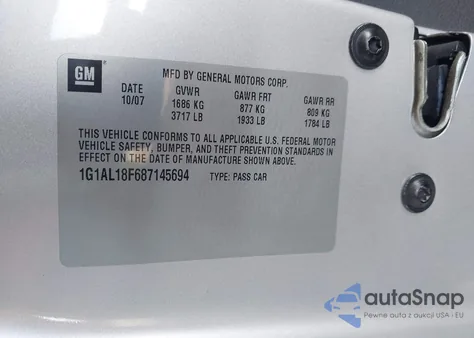 GM
MFD BY GENERAL MOTORS CORP.
DATE GVWR GAWR FRT GAWR RR
10/07 1686 KG 877 KG 809 KG
3717 LB 1933 LB 1784 LB
THIS VEHICLE CONFORMS TO ALL APPLICABLE U.S. FEDERAL MOTOR
VEHICLE SAFETY, BUMPER, AND THEFT PREVENTION STANDARDS IN
EFFECT ON THE DATE OF MANUFACTURE SHOWN ABOVE.
1G1AL18F687145694 TYPE: PASS CAR
autoSnap
Pewne auta z aukcji USA i EU